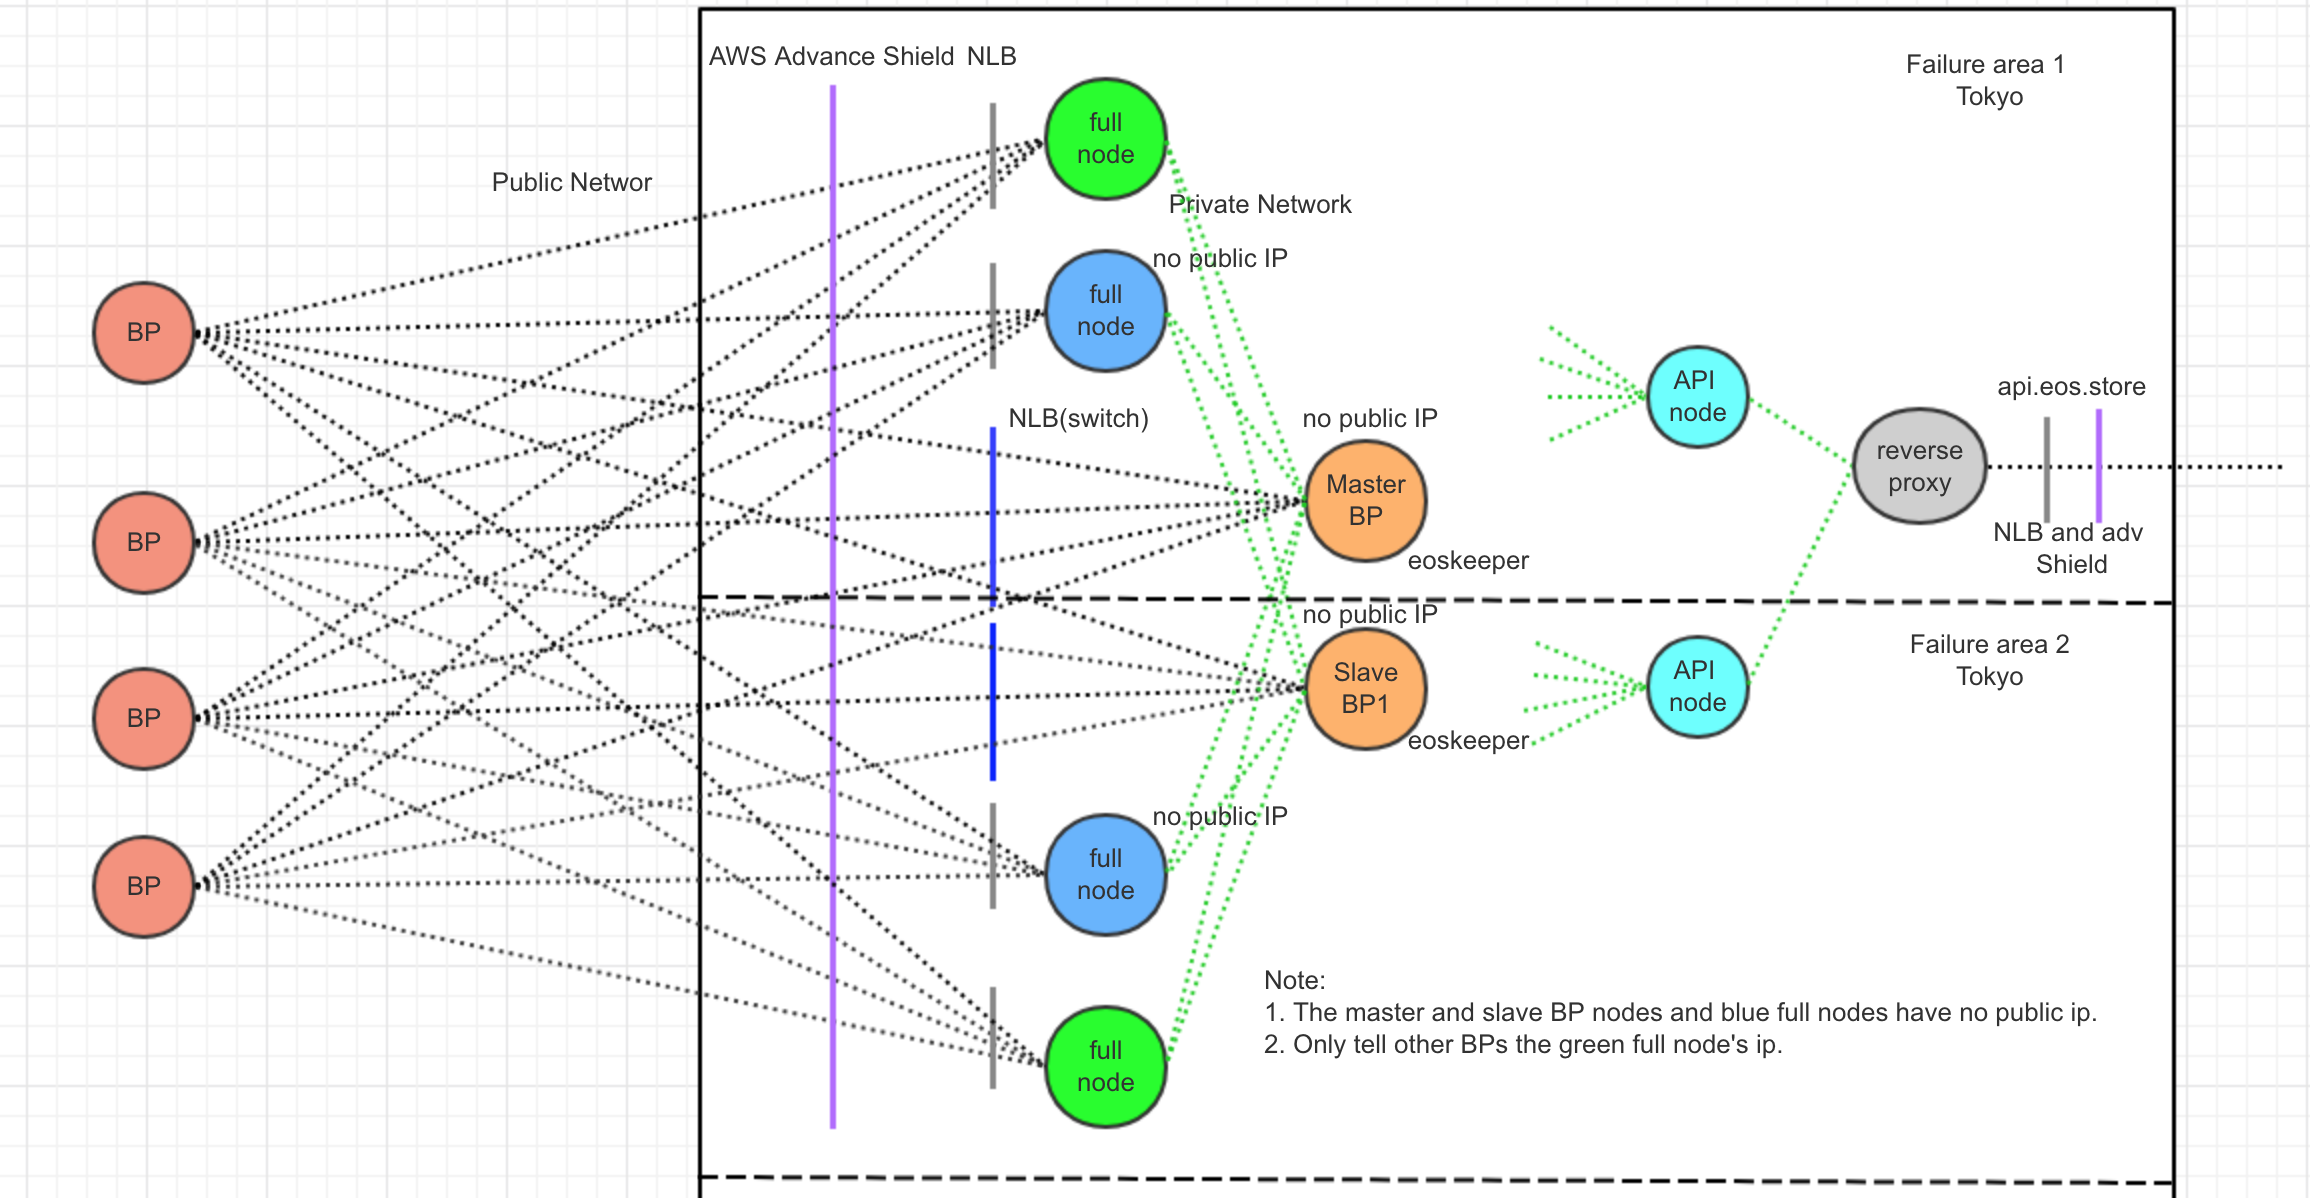 AWS Advance Shield
NLB
Failure area 1
Tokyo
full
node
Public Networ
Private Network
no public IP
full
node
BP
NLB(switch)
no public IP
API
node
api.eos.store
reverse
proxy
Master
BP
NLB and adv
Shield
BP
eoskeeper
no public IP
Failure area 2
Tokyo
Slave
BP1
API
node
BP
eoskeeper
no public IP
full
node
BP
Note:
1. The master and slave BP nodes and blue full nodes have no public ip.
2. Only tell other BPs the green full node's ip.
full
node